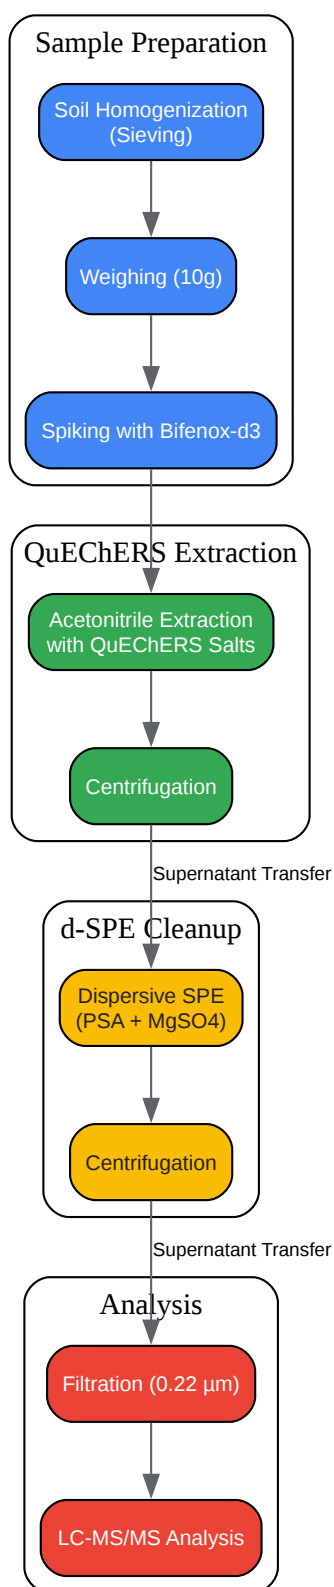 Sample Preparation
Soil Homogenization
(Sieving)
Weighing (10g)
Spiking with Bifenox-d3
QuEChERS Extraction
Acetonitrile Extraction
with QuEChERS Salts
Centrifugation
Supernatant Transfer
d-SPE Cleanup
Dispersive SPE
(PSA + MgSO4)
Centrifugation
Supernatant Transfer
Analysis
Filtration (0.22 µm)
LC-MS/MS Analysis